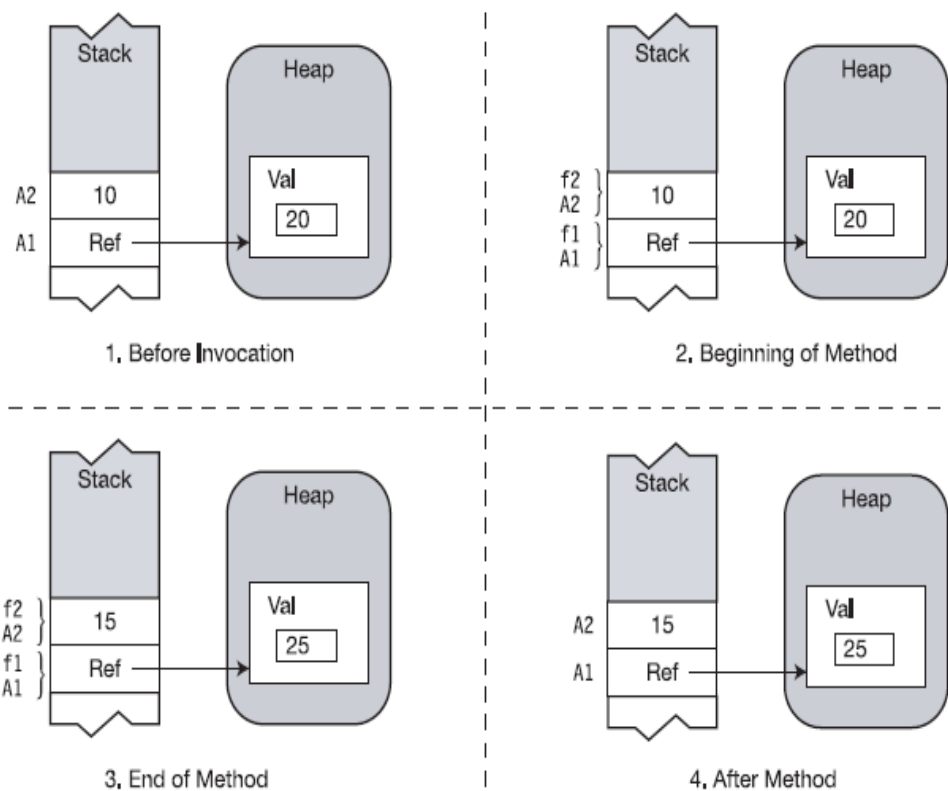 Stack
Heap
Val
20
A2 10
A1 Ref
1. Before Invocation
Stack
Heap
Val
20
f2
A2
10
f1
A1
Ref
2. Beginning of Method
Stack
Heap
Val
25
f2
A2
15
f1
A1
Ref
3. End of Method
Stack
Heap
Val
25
A2 15
A1 Ref
4. After Method